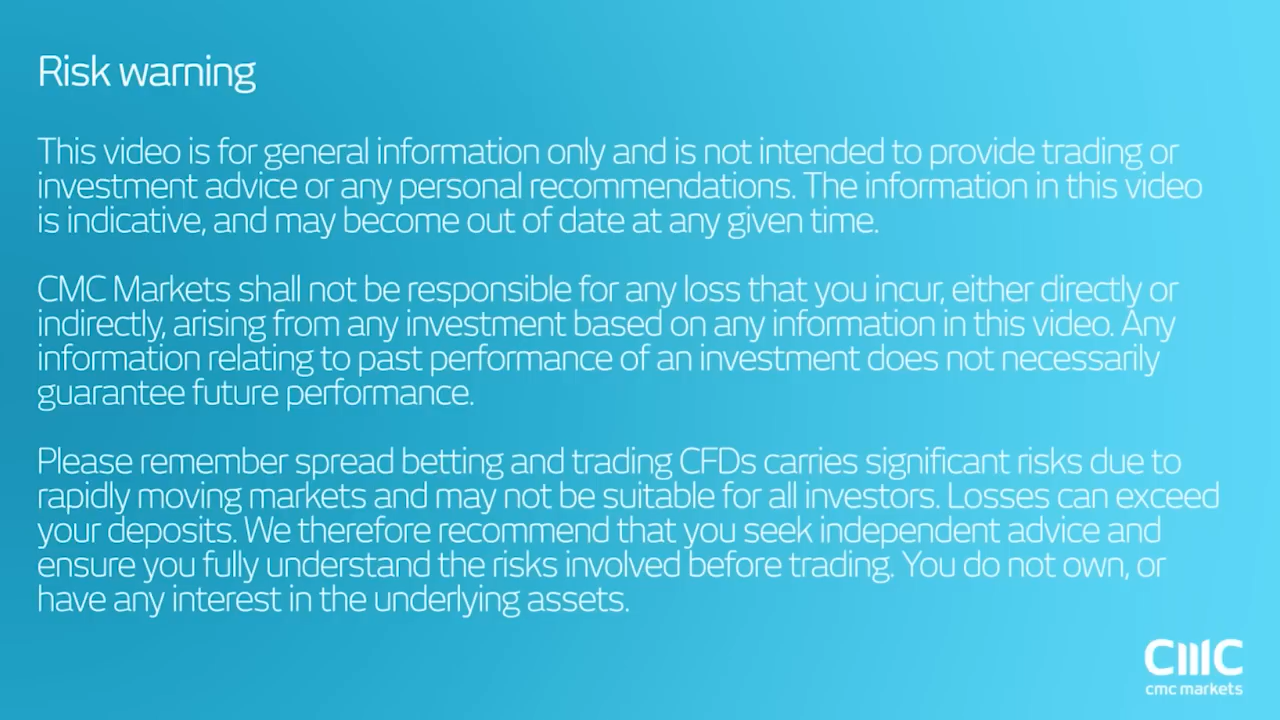 Risk warning
This video is for general information only and is not intended to provide trading or
investment advice or any personal recommendations. The information in this video
is indicative, and may become out of date at any given time.
CMC Markets shall not be responsible for any loss that you incur, either directly or
indirectly, arising from any investment based on any information in this video. Any
information relating to past performance of an investment does not necessarily
guarantee future performance.
Please remember spread betting and trading CFDs carries significant risks due to
rapidly moving markets and may not be suitable for all investors. Losses can exceed
your deposits. We therefore recommend that you seek independent advice and
ensure you fully understand the risks involved before trading. You do not own, or
have any interest in the underlying assets.
CMC
cmc markets